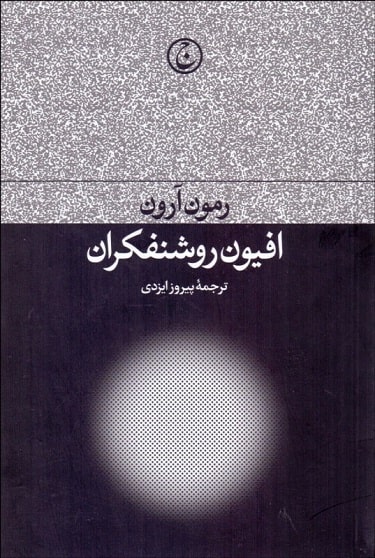 ج
رمون آرون
افیون روشنفکران
ترجمهٔ پیروز ایزدی